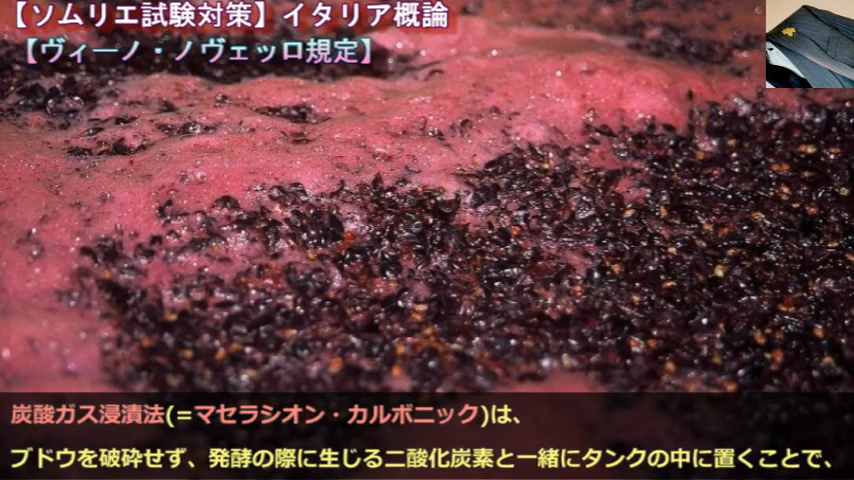 【ソムリエ試験対策】イタリア概論
【ヴィーノ・ノヴェッロ規定】
炭酸ガス浸漬法(=マセラシオン・カルボニック)は、
ブドウを破砕せず、発酵の際に生じる二酸化炭素と一緒にタンクの中に置くことで、